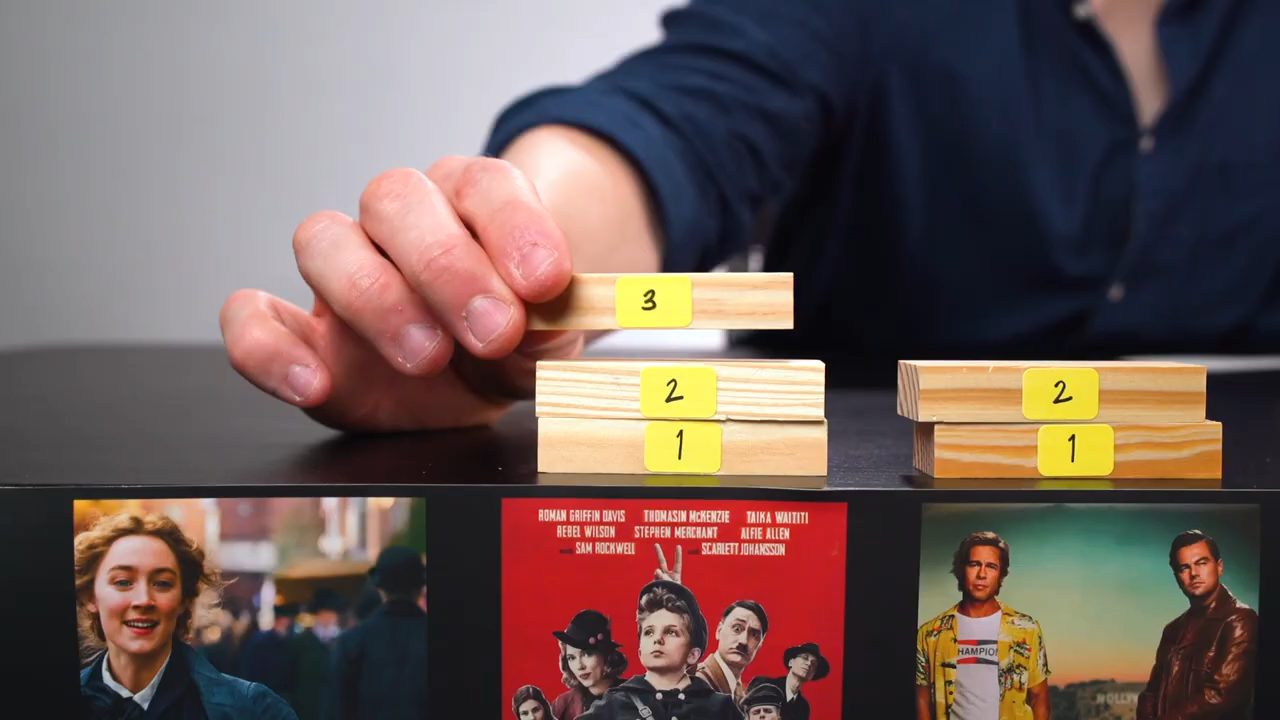 3
2
1
2
1
ROMAN GRIFFIN DAVIS THOMASIN McKENZIE TAIKA WAITITI
REBEL WILSON STEPHEN MERCHANT ALFIE ALLEN
SAM ROCKWELL SCARLETT JOHANSSON
CHAMPION
HOLLYW